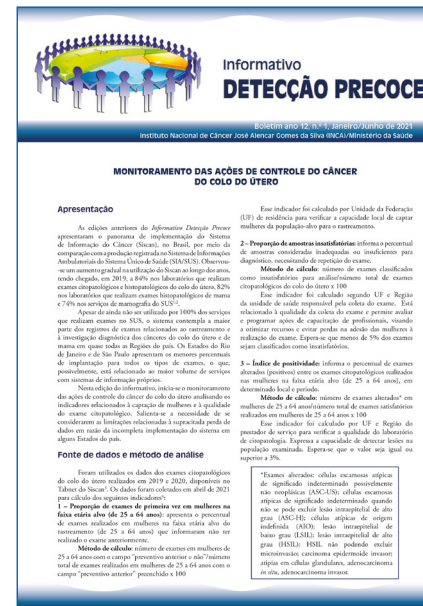 Informativo
DETECÇÃO PRECOCE
Boletim ano 12, n.º 1, Janeiro/Junho de 2021
Instituto Nacional de Câncer José Alencar Gomes da Silva (INCA)/Ministério da Saúde
MONITORAMENTO DAS AÇÕES DE CONTROLE DO CÂNCER
DO COLO DO ÚTERO
Apresentação
As edições anteriores do Informativo Detecção Precoce
apresentaram o panorama de implementação do Sistema
de Informação do Câncer (Siscan), no Brasil, por meio da
comparação com a produção registrada no Sistema de Informações
Ambulatoriais do Sistema Único de Saúde (SIA/SUS). Observou-
-se um aumento gradual na utilização do Siscan ao longo dos anos,
tendo chegado, em 2019, a 84% nos laboratórios que realizam
exames citopatológicos e histopatológicos do colo do útero, 82%
nos laboratórios que realizam exames histopatológicos de mama
e 74% nos serviços de mamografia do SUS¹,².
Apesar de ainda não ser utilizado por 100% dos serviços
que realizam exames no SUS, o sistema contempla a maior
parte dos registros de exames relacionados ao rastreamento e
à investigação diagnóstica dos cânceres do colo do útero e de
mama em quase todas as Regiões do país. Os Estados do Rio
de Janeiro e de São Paulo apresentaram os menores percentuais
de implantação para todos os tipos de exames, o que,
possivelmente, está relacionado ao maior volume de serviços
com sistemas de informação próprios.
Nesta edição do informativo, inicia-se o monitoramento
das ações de controle do câncer do colo do útero analisando os
indicadores relacionados à captação de mulheres e à qualidade
do exame citopatológico. Salienta-se a necessidade de se
considerarem as limitações relacionadas à supracitada perda de
dados em razão da incompleta implementação do sistema em
alguns Estados do país.
Fonte de dados e método de análise
Foram utilizados os dados dos exames citopatológicos
do colo do útero realizados em 2019 e 2020, disponíveis no
Tabnet do Siscan³. Os dados foram coletados em abril de 2021
para cálculo dos seguintes indicadores⁴:
1 – Proporção de exames de primeira vez em mulheres na
faixa etária alvo (de 25 a 64 anos): apresenta o percentual
de exames realizados em mulheres na faixa etária alvo do
rastreamento (de 25 a 64 anos) que informaram não ter
realizado o exame anteriormente.
Método de cálculo: número de exames em mulheres de
25 a 64 anos com o campo "preventivo anterior = não"/número
total de exames realizados em mulheres de 25 a 64 anos com o
campo "preventivo anterior" preenchido x 100
Esse indicador foi calculado por Unidade da Federação
(UF) de residência para verificar a capacidade local de captar
mulheres da população-alvo para o rastreamento.
2 – Proporção de amostras insatisfatórias: informa o percentual
de amostras consideradas inadequadas ou insuficientes para
diagnóstico, necessitando de repetição do exame.
Método de cálculo: número de exames classificados
como insatisfatórios para análise/número total de exames
citopatológicos do colo do útero x 100
Esse indicador foi calculado segundo UF e Região
da unidade de saúde responsável pela coleta do exame. Está
relacionado à qualidade da coleta do exame e permite avaliar
e programar ações de capacitação de profissionais, visando
a otimizar recursos e evitar perdas na adesão das mulheres à
realização do exame. Espera-se que menos de 5% dos exames
sejam classificados como insatisfatórios.
3 – Índice de positividade: informa o percentual de exames
alterados (positivos) entre os exames citopatológicos realizados
nas mulheres na faixa etária alvo (de 25 a 64 anos), em
determinado local e período.
Método de cálculo: número de exames alterados* em
mulheres de 25 a 64 anos/número total de exames satisfatórios
realizados em mulheres de 25 a 64 anos x 100
Esse indicador foi calculado por UF e Região do
prestador de serviço para verificar a qualidade do laboratório
de citopatologia. Expressa a capacidade de detectar lesões na
população examinada. Espera-se que o valor seja igual ou
superior a 3%.
*Exames alterados: células escamosas atípicas
de significado indeterminado possivelmente
não neoplásicas (ASC-US); células escamosas
atípicas de significado indeterminado quando
não se pode excluir lesão intraepitelial de alto
grau (ASC-H); células atípicas de origem
indefinida (AIO); lesão intraepitelial de
baixo grau (LSIL); lesão intraepitelial de alto
grau (HSIL); HSIL não podendo excluir
microinvasão; carcinoma epidermoide invasor;
atipias em células glandulares, adenocarcinoma
in situ, adenocarcinoma invasor.